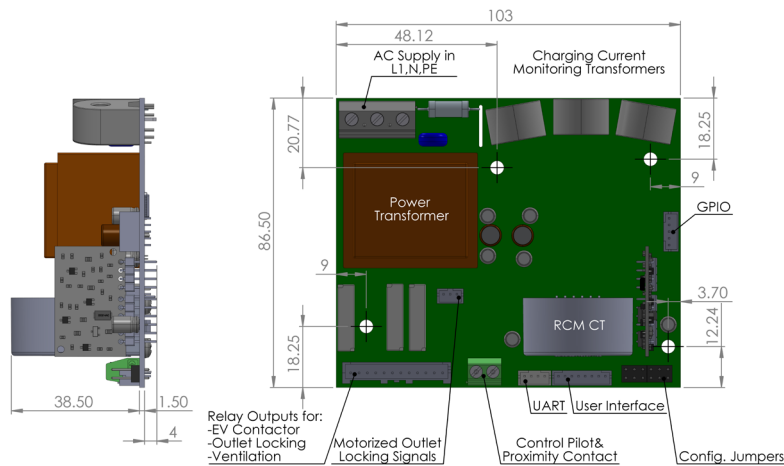 103
48.12
AC Supply in
L1,N,PE
Charging Current
Monitoring Transformers
20.77
18.25
9
86.50
Power
Transformer
GPIO
9
3.70
RCM CT
12.24
18.25
38.50
1.50
4
UART
User Interface
Relay Outputs for:
-EV Contactor
-Outlet Locking
-Ventilation
Motorized Outlet
Locking Signals
Control Pilot&
Proximity Contact
Config. Jumpers